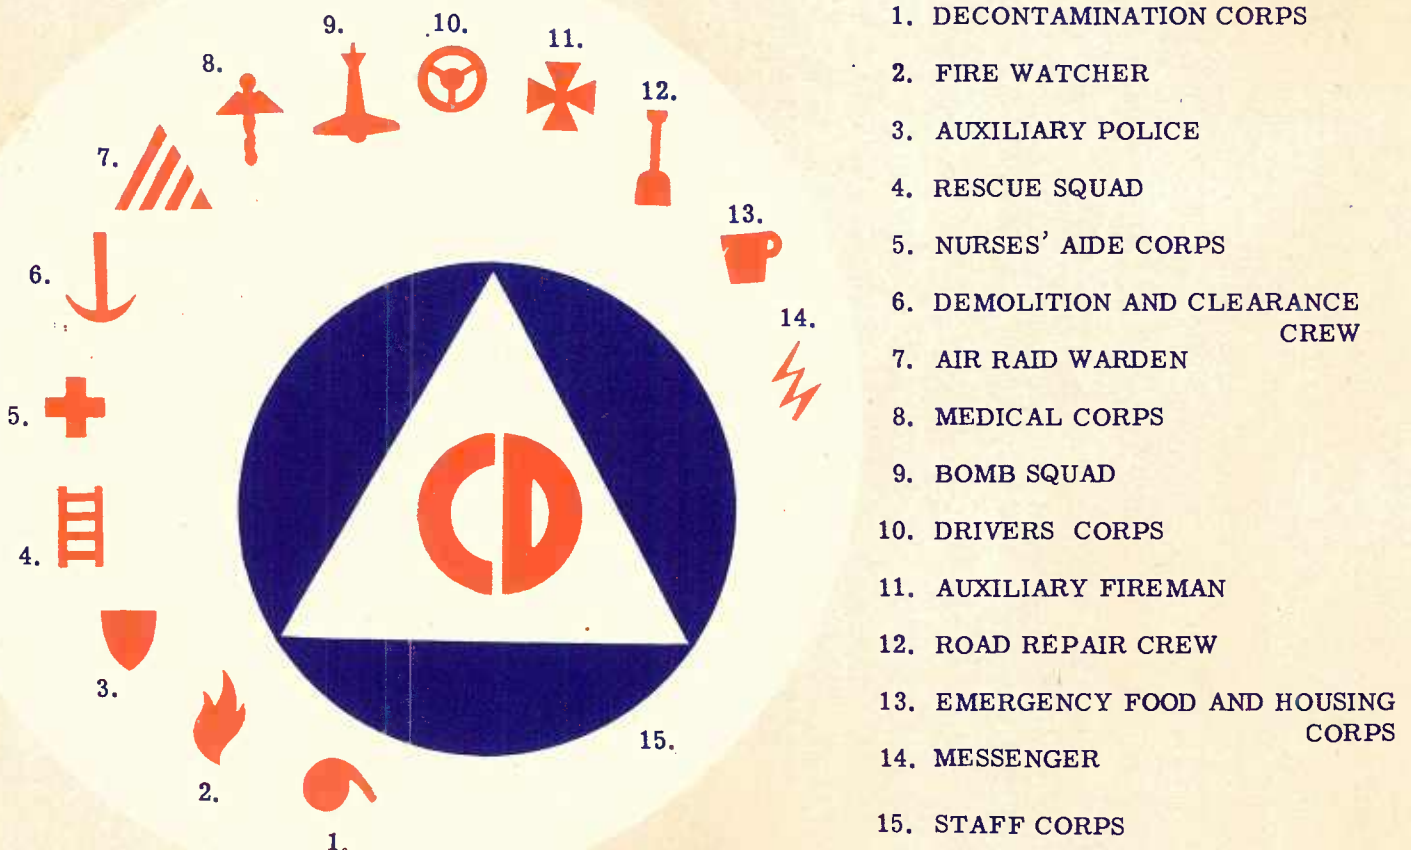 9.
10.
11.
8.
12.
7.
13.
6.
14.
5.
4.
3.
15.
2.
1.
CD
1. DECONTAMINATION CORPS
2. FIRE WATCHER
3. AUXILIARY POLICE
4. RESCUE SQUAD
5. NURSES' AIDE CORPS
6. DEMOLITION AND CLEARANCE
CREW
7. AIR RAID WARDEN
8. MEDICAL CORPS
9. BOMB SQUAD
10. DRIVERS CORPS
11. AUXILIARY FIREMAN
12. ROAD REPAIR CREW
13. EMERGENCY FOOD AND HOUSING
CORPS
14. MESSENGER
15. STAFF CORPS